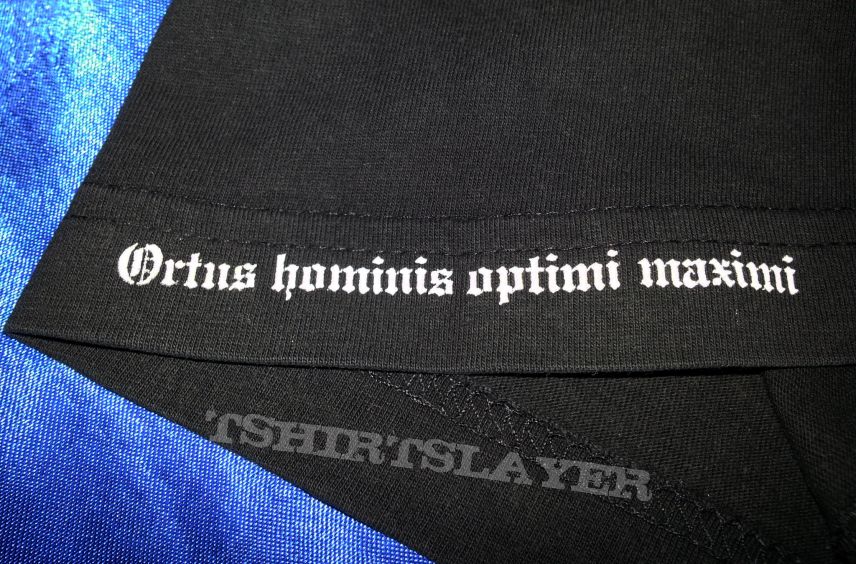 Ortus hominis optimi maximi
TSHIRTSLAYER